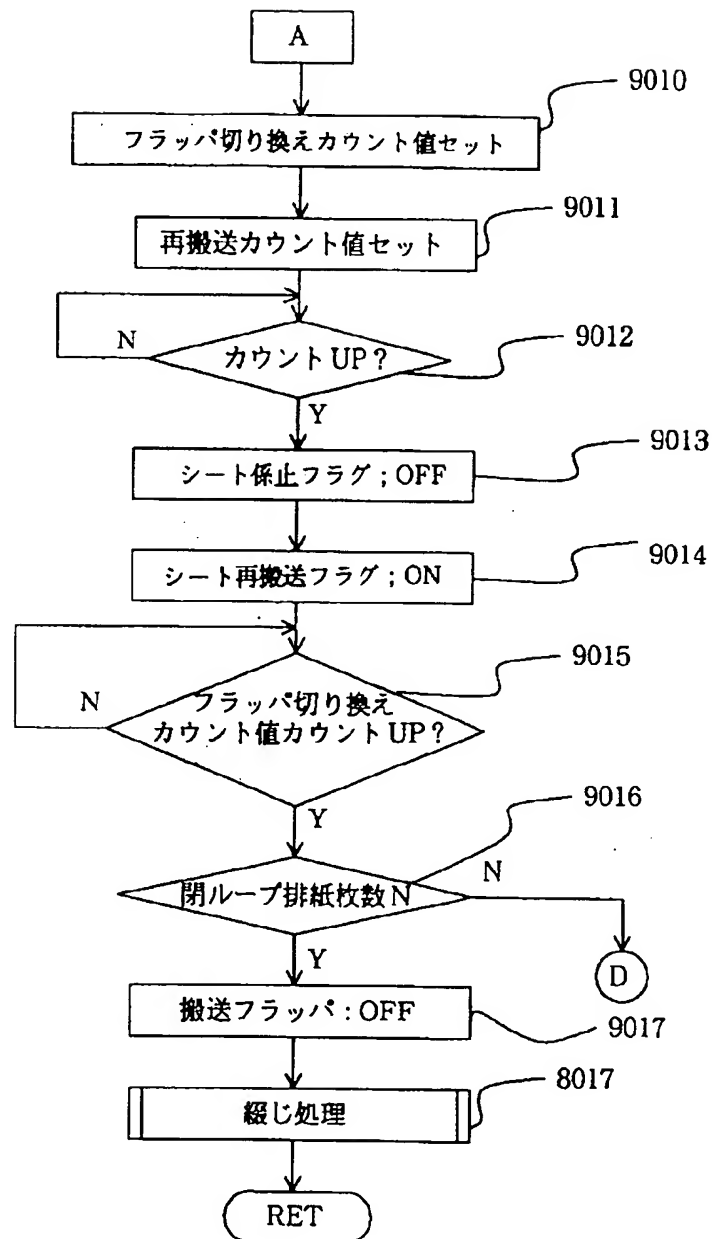 A
9010
フラッパ切り換えカウント値セット
9011
再搬送カウント値セット
N
カウントUP?
9012
Y
9013
シート係止フラグ;OFF
9014
シート再搬送フラグ;ON
9015
N
フラッパ切り換え
カウント値カウントUP?
9016
Y
N
閉ループ排紙枚数N
D
Y
搬送フラッパ:OFF
9017
8017
綴じ処理
RET